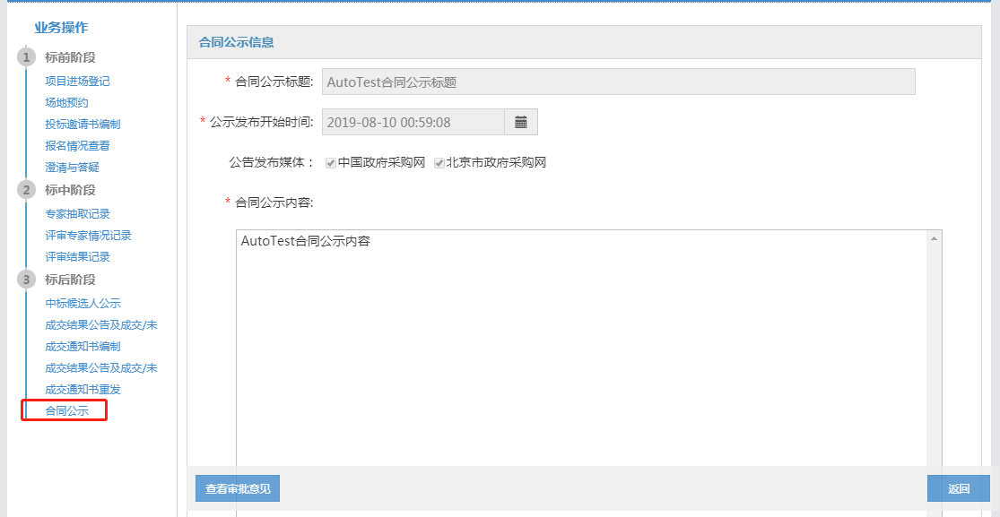 业务操作
1 标前阶段
项目进场登记
场地预约
投标邀请书编制
报名情况查看
澄清与答疑
2 标中阶段
专家抽取记录
评审专家情况记录
评审结果记录
3 标后阶段
中标候选人公示
成交结果公告及成交/未
成交通知书编制
成交结果公告及成交/未
成交通知书重发
合同公示
合同公示信息
* 合同公示标题: AutoTest合同公示标题
* 公示发布开始时间: 2019-08-10 00:59:08
公告发布媒体： 中国政府采购网 北京市政府采购网
* 合同公示内容:
AutoTest合同公示内容
查看审批意见 返回